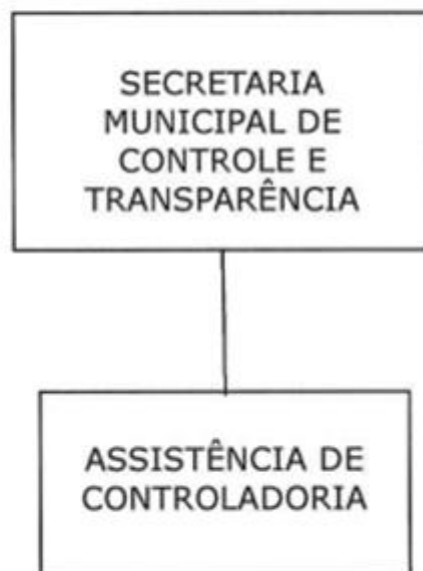 SECRETARIA
MUNICIPAL DE
CONTROLE E
TRANSPARÊNCIA
ASSISTÊNCIA DE
CONTROLADORIA